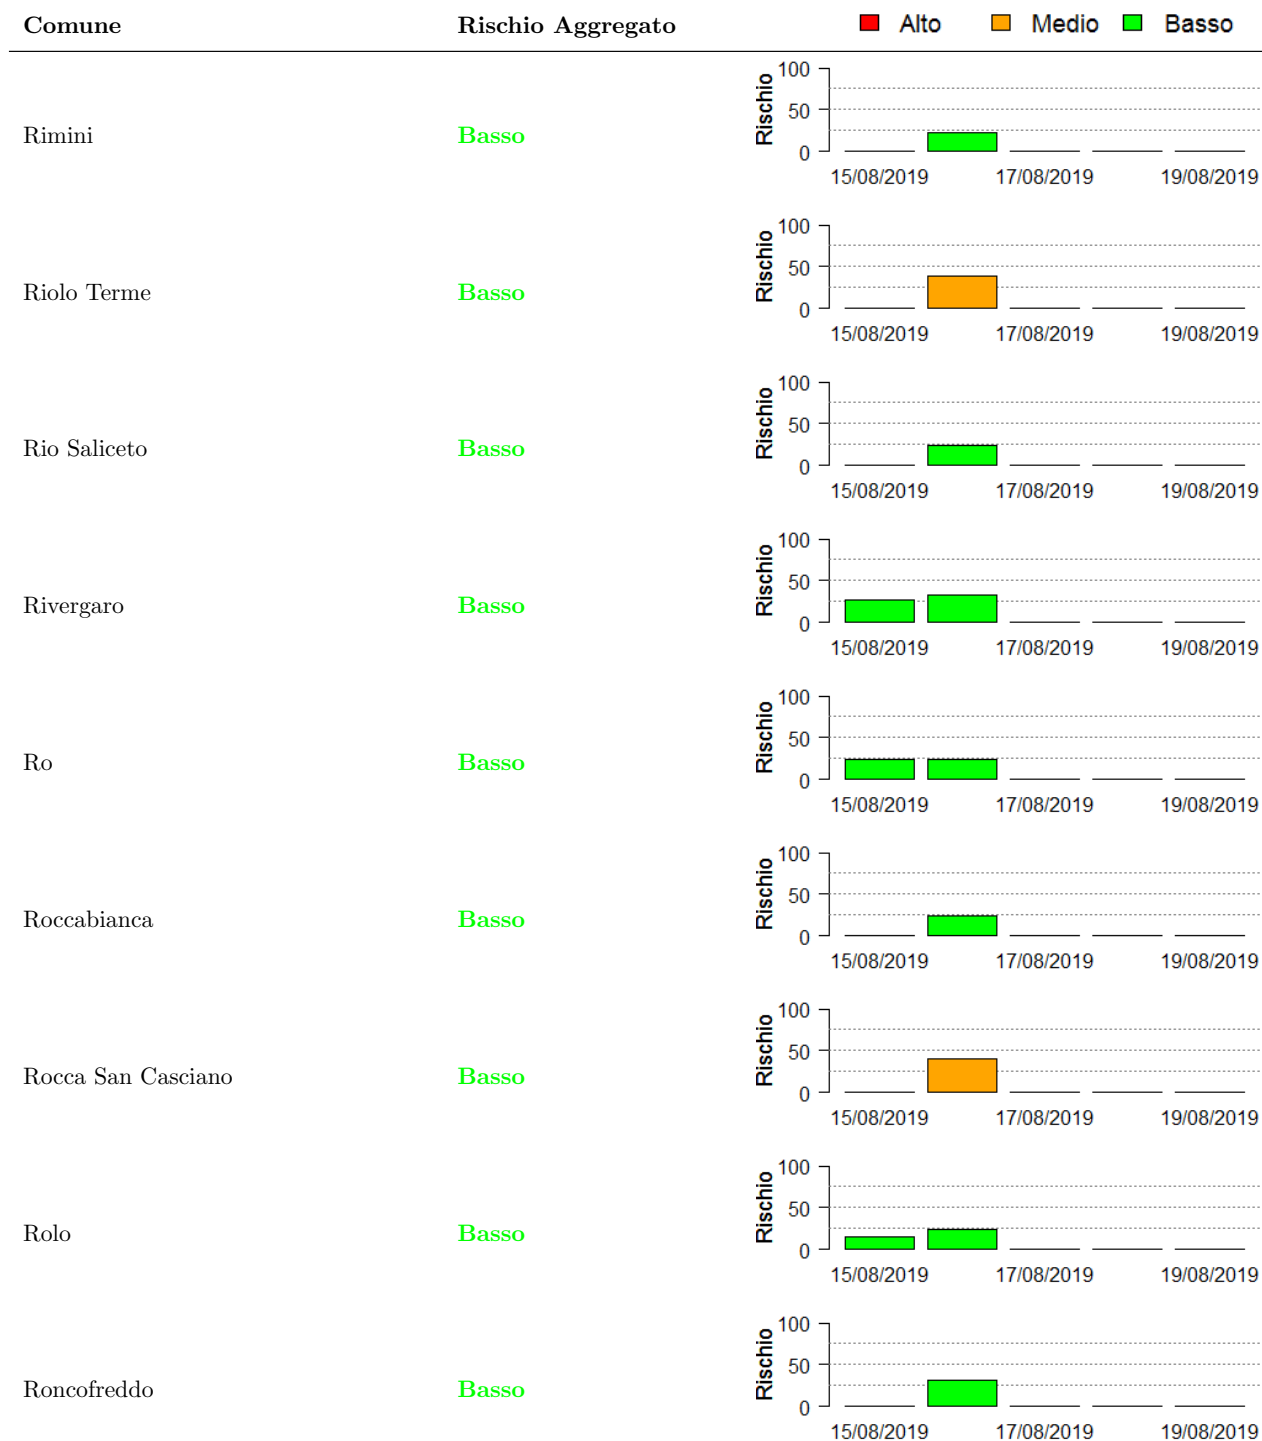 Comune Rischio Aggregato Alto Medio Basso
Rimini Basso
Rischio
100
50
0
15/08/2019 17/08/2019 19/08/2019
Riolo Terme Basso
Rischio
100
50
0
15/08/2019 17/08/2019 19/08/2019
Rio Saliceto Basso
Rischio
100
50
0
15/08/2019 17/08/2019 19/08/2019
Rivergaro Basso
Rischio
100
50
0
15/08/2019 17/08/2019 19/08/2019
Ro Basso
Rischio
100
50
0
15/08/2019 17/08/2019 19/08/2019
Roccabianca Basso
Rischio
100
50
0
15/08/2019 17/08/2019 19/08/2019
Rocca San Casciano Basso
Rischio
100
50
0
15/08/2019 17/08/2019 19/08/2019
Rolo Basso
Rischio
100
50
0
15/08/2019 17/08/2019 19/08/2019
Roncofreddo Basso
Rischio
100
50
0
15/08/2019 17/08/2019 19/08/2019